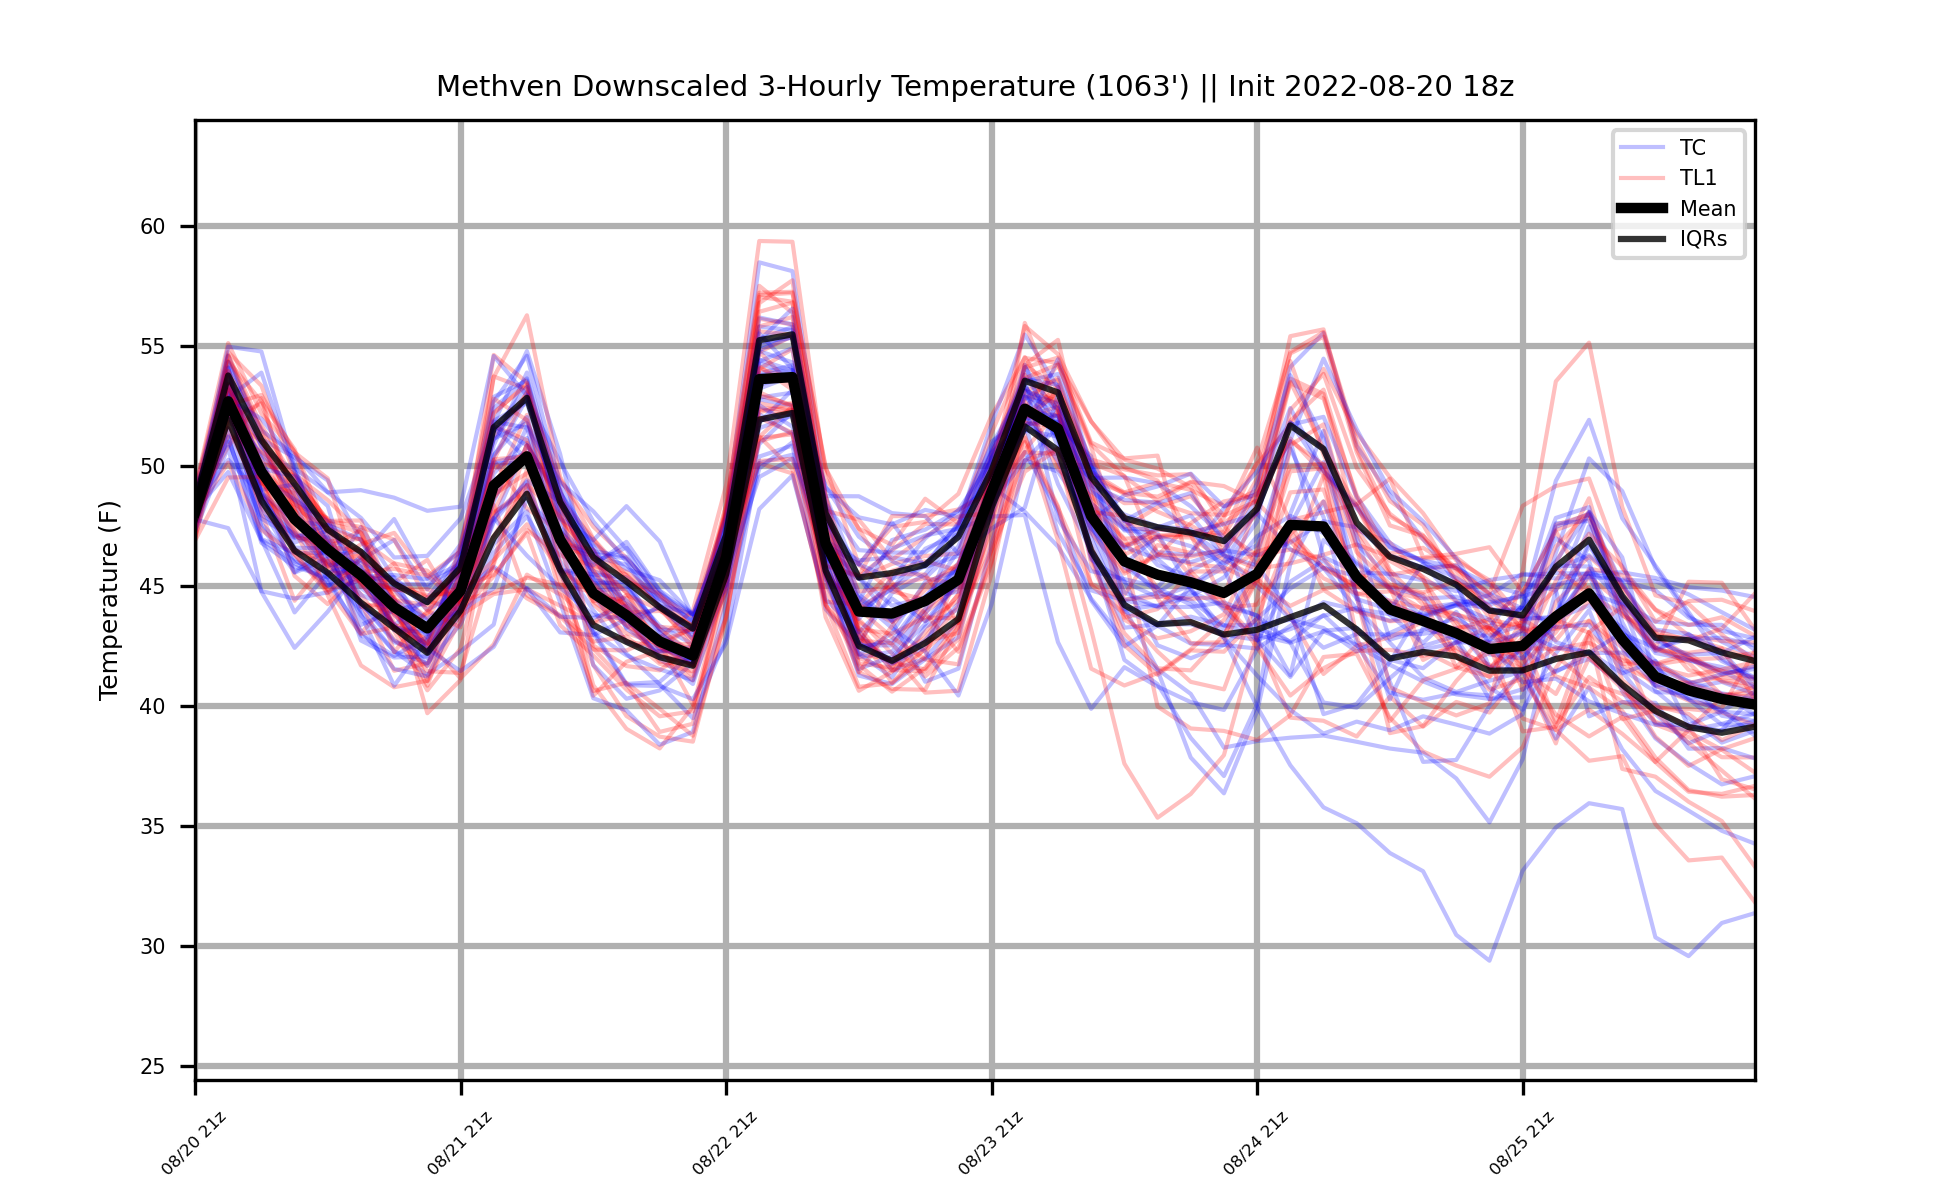 Methven Downscaled 3-Hourly Temperature (1063') || Init 2022-08-20 18z
TC
TL1
Mean
IQRs
Temperature (F)
60
55
50
45
40
35
30
25
08/20 21z
08/21 21z
08/22 21z
08/23 21z
08/24 21z
08/25 21z